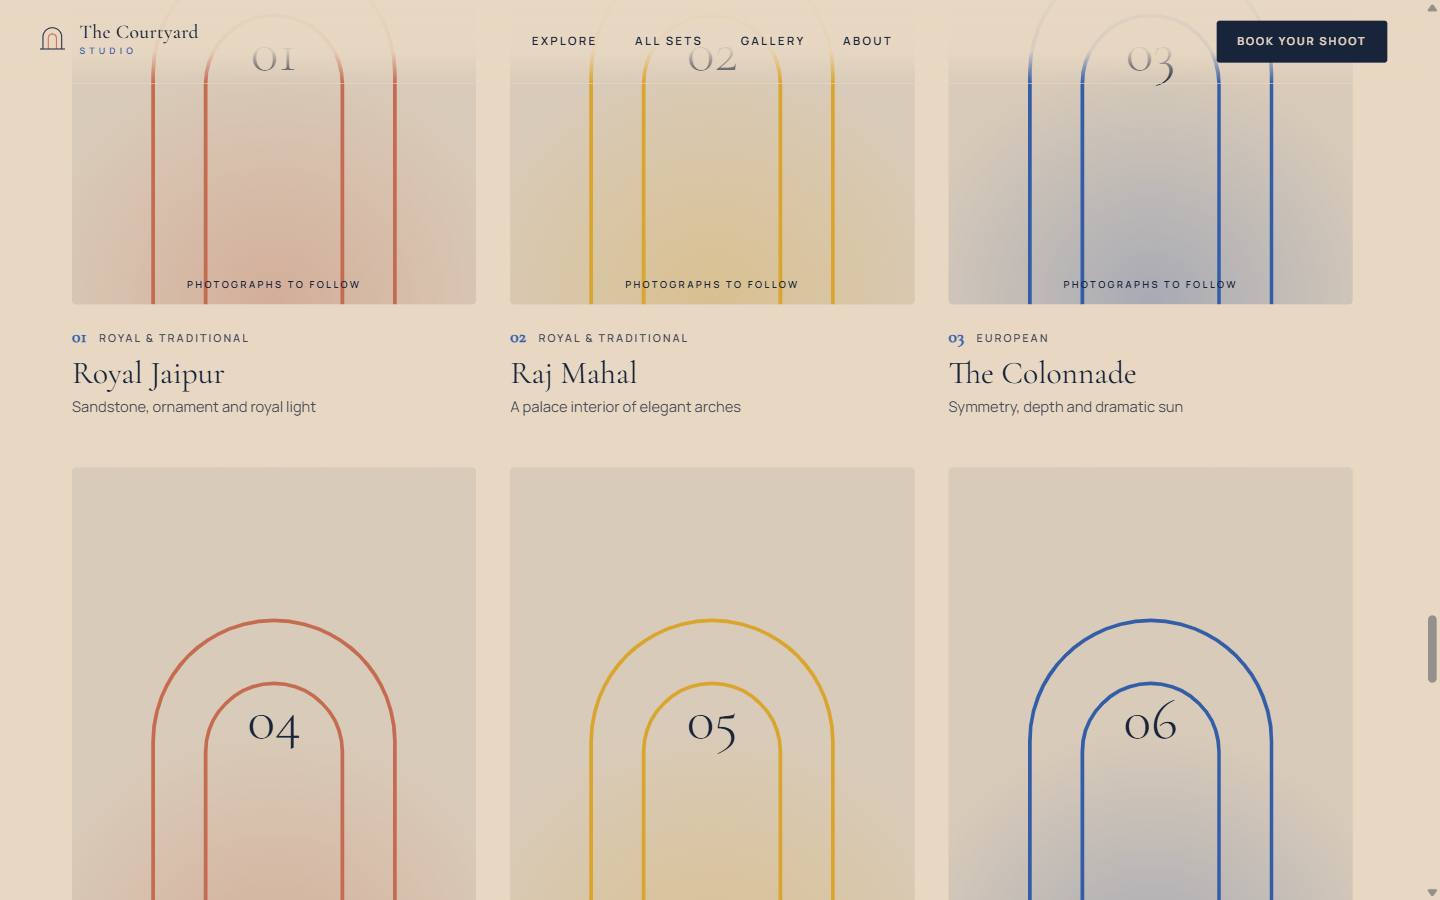 The Courtyard
STUDIO
EXPLORE ALL SETS GALLERY ABOUT
BOOK YOUR SHOOT
01 02 03
PHOTOGRAPHS TO FOLLOW PHOTOGRAPHS TO FOLLOW PHOTOGRAPHS TO FOLLOW
01 ROYAL & TRADITIONAL
Royal Jaipur
Sandstone, ornament and royal light
02 ROYAL & TRADITIONAL
Raj Mahal
A palace interior of elegant arches
03 EUROPEAN
The Colonnade
Symmetry, depth and dramatic sun
04 05 06